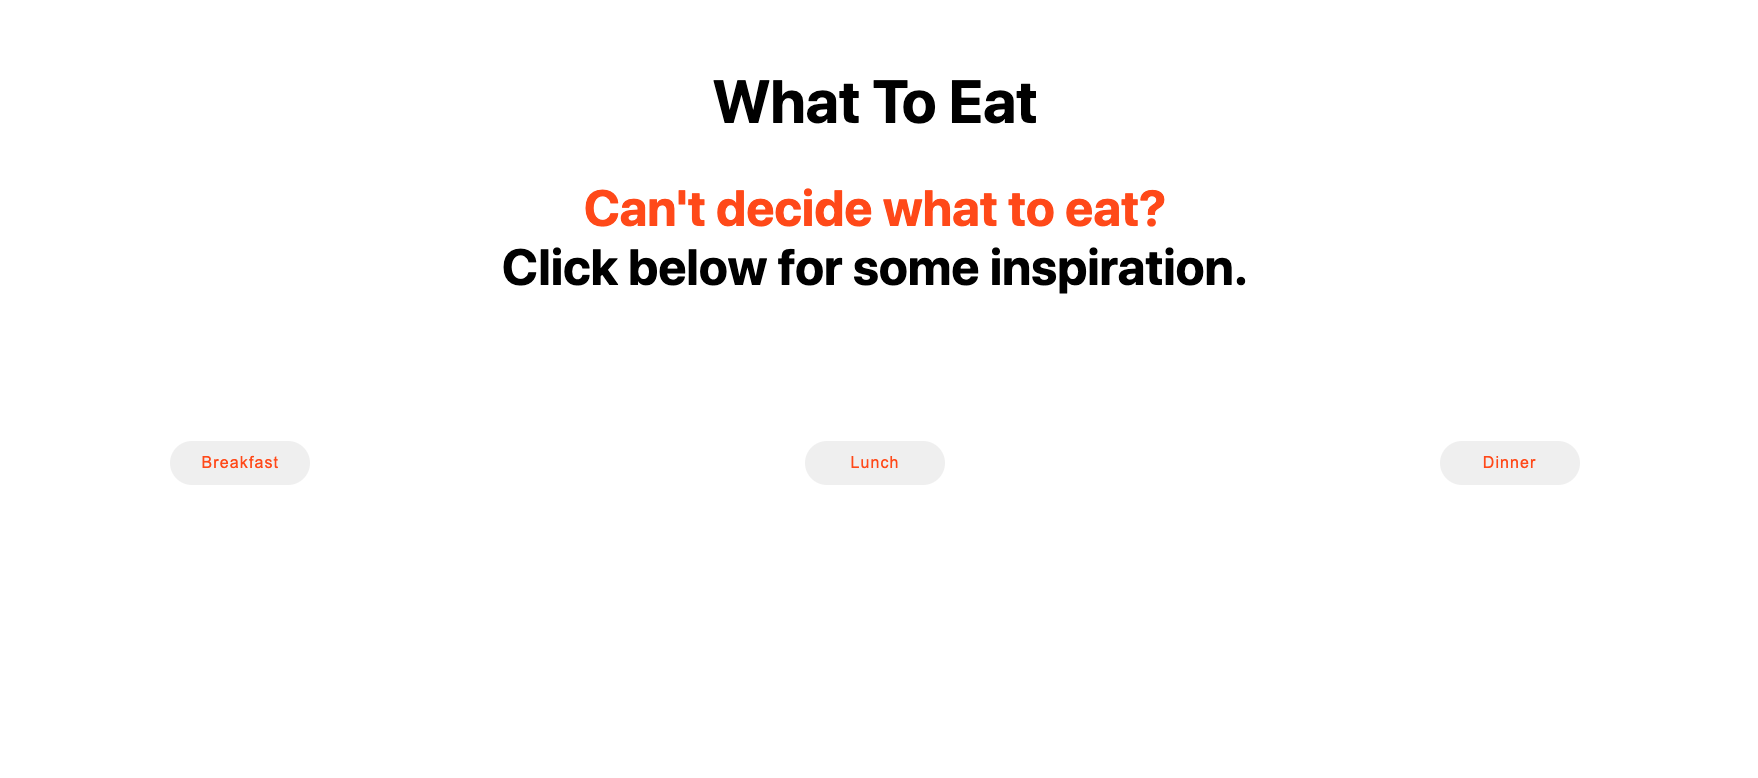 What To Eat
Can't decide what to eat?
Click below for some inspiration.
Breakfast
Lunch
Dinner